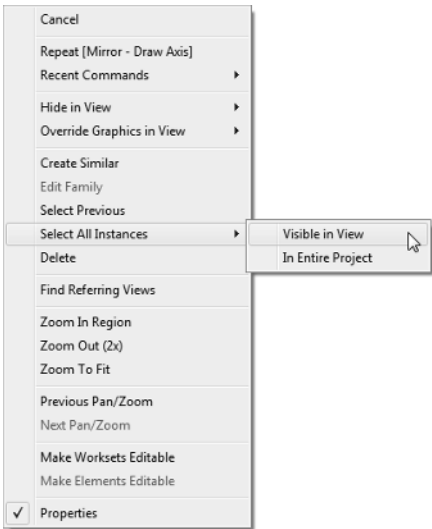 Cancel
Repeat [Mirror - Draw Axis]
Recent Commands
Hide in View
Override Graphics in View
Create Similar
Edit Family
Select Previous
Select All Instances
Visible in View
In Entire Project
Delete
Find Referring Views
Zoom In Region
Zoom Out (2x)
Zoom To Fit
Previous Pan/Zoom
Next Pan/Zoom
Make Worksets Editable
Make Elements Editable
Properties